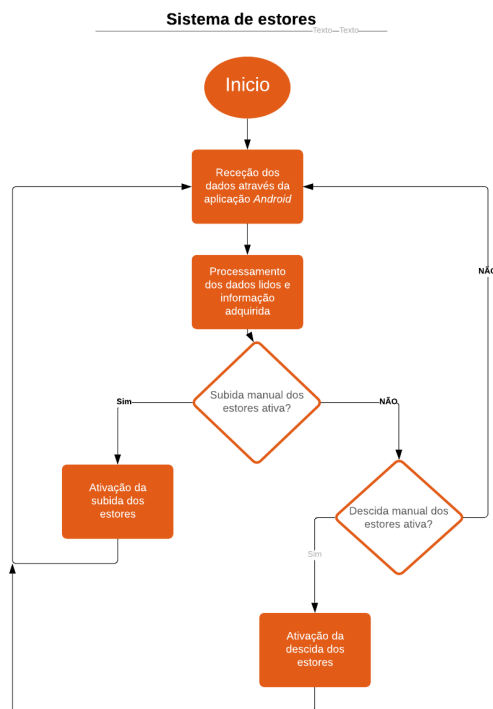 Sistema de estores
Texto Texto
Inicio
Receção dos
dados através da
aplicação Android
Processamento
dos dados lidos e
informação
adquirida
NÃO
Subida manual dos
estores ativa?
Sim
NÃO
Ativação da
subida dos
estores
Descida manual dos
estores ativa?
Sim
Ativação da
descida dos
estores